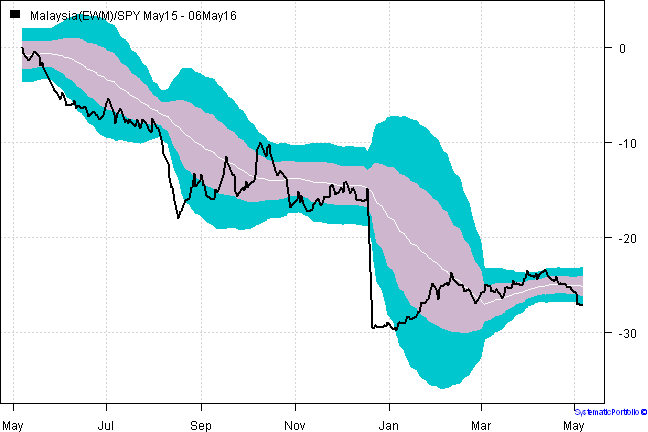 Malaysia(EWM)/SPY May15 - 06May16
0
-10
-20
-30
SystematicPortfolio ©
May Jul Sep Nov Jan Mar May